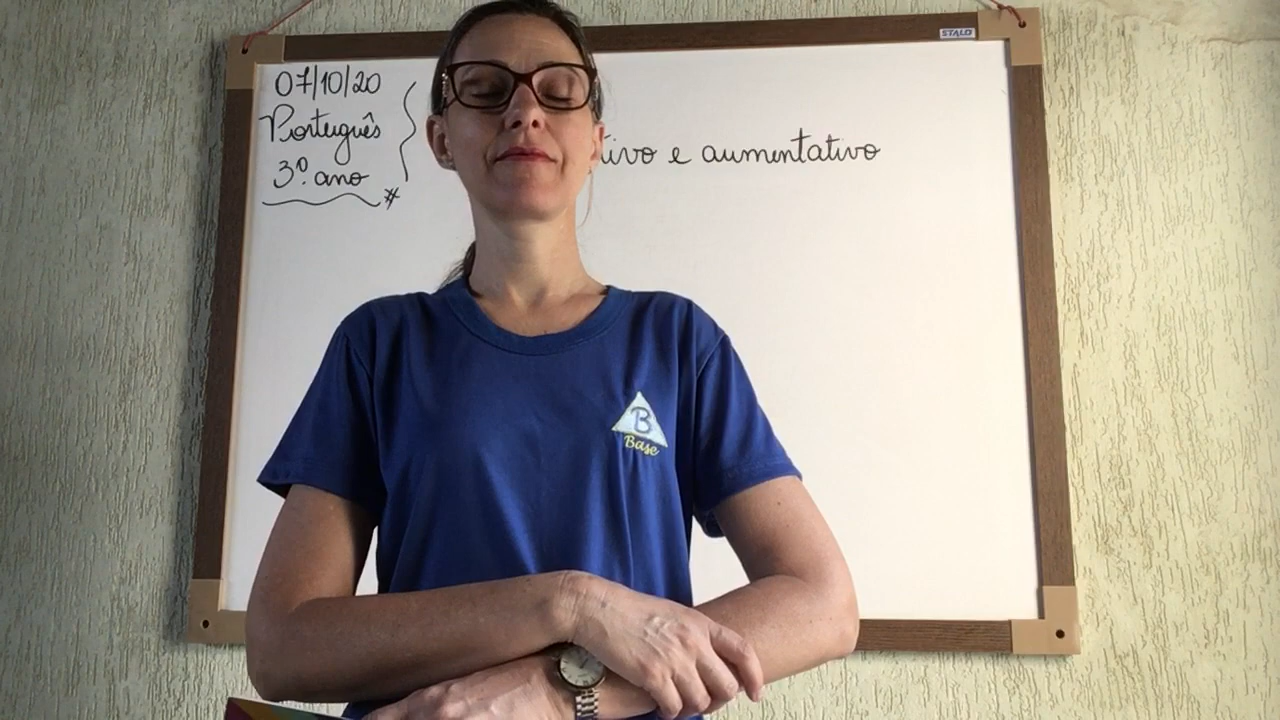 07/10/20
Português
3º. ano
tivo e aumentativo
STALO
B
Base